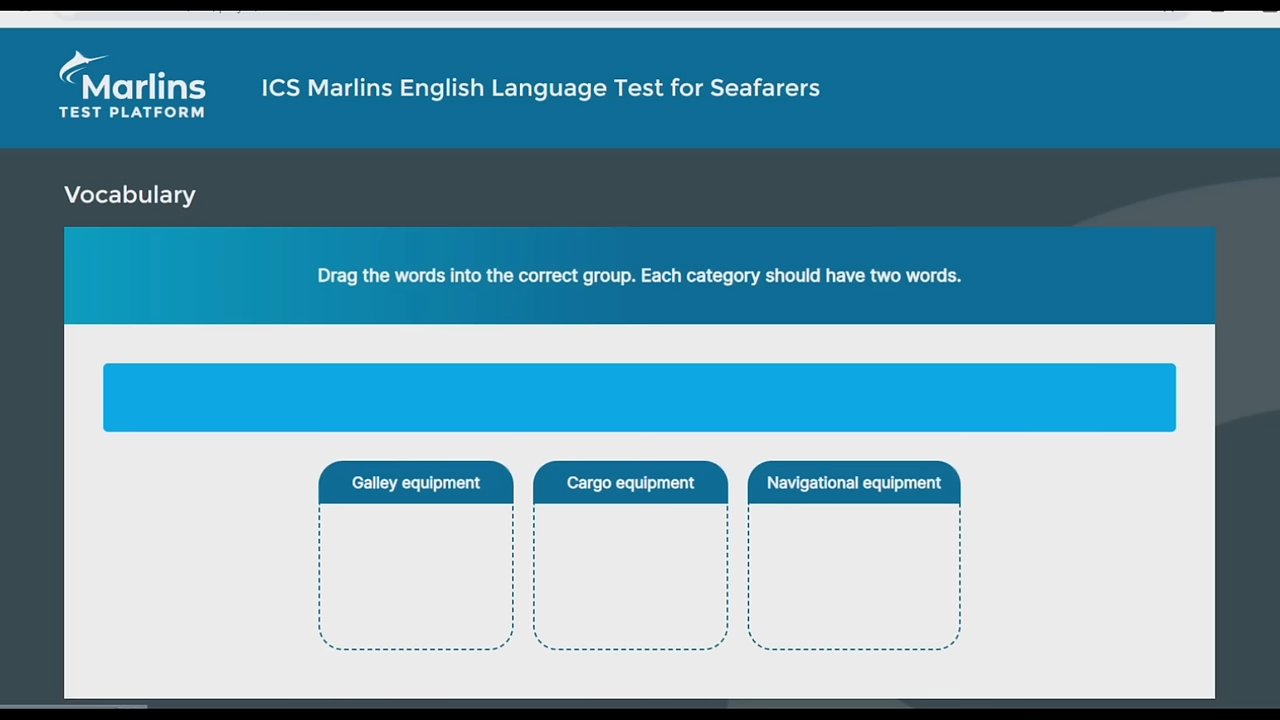 Marlins
TEST PLATFORM
ICS Marlins English Language Test for Seafarers
Vocabulary
Drag the words into the correct group. Each category should have two words.
Galley equipment
Cargo equipment
Navigational equipment